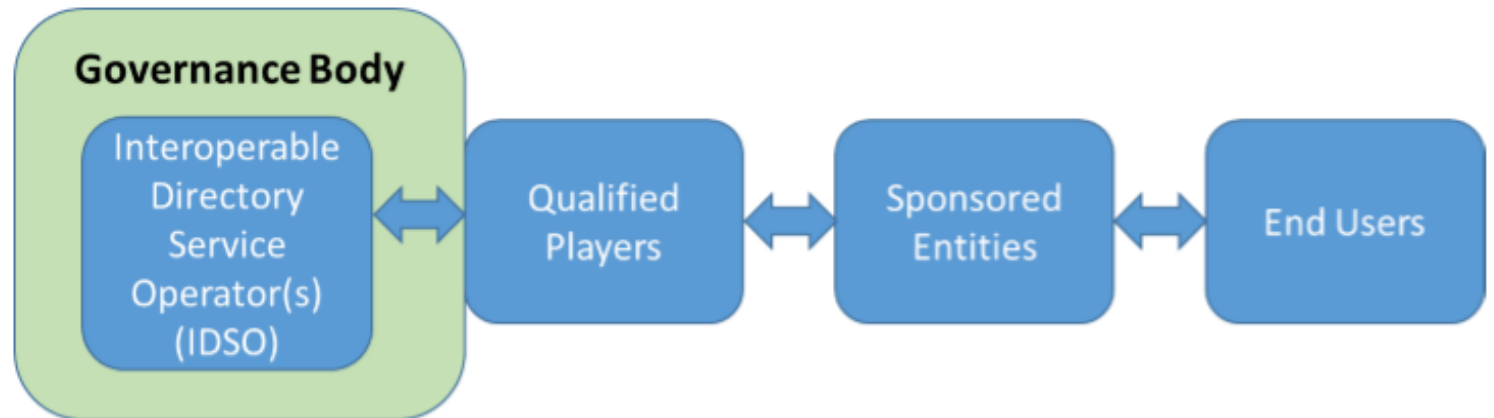 Governance Body
Interoperable
Directory
Service
Operator(s)
(IDSO)
Qualified
Players
Sponsored
Entities
End Users